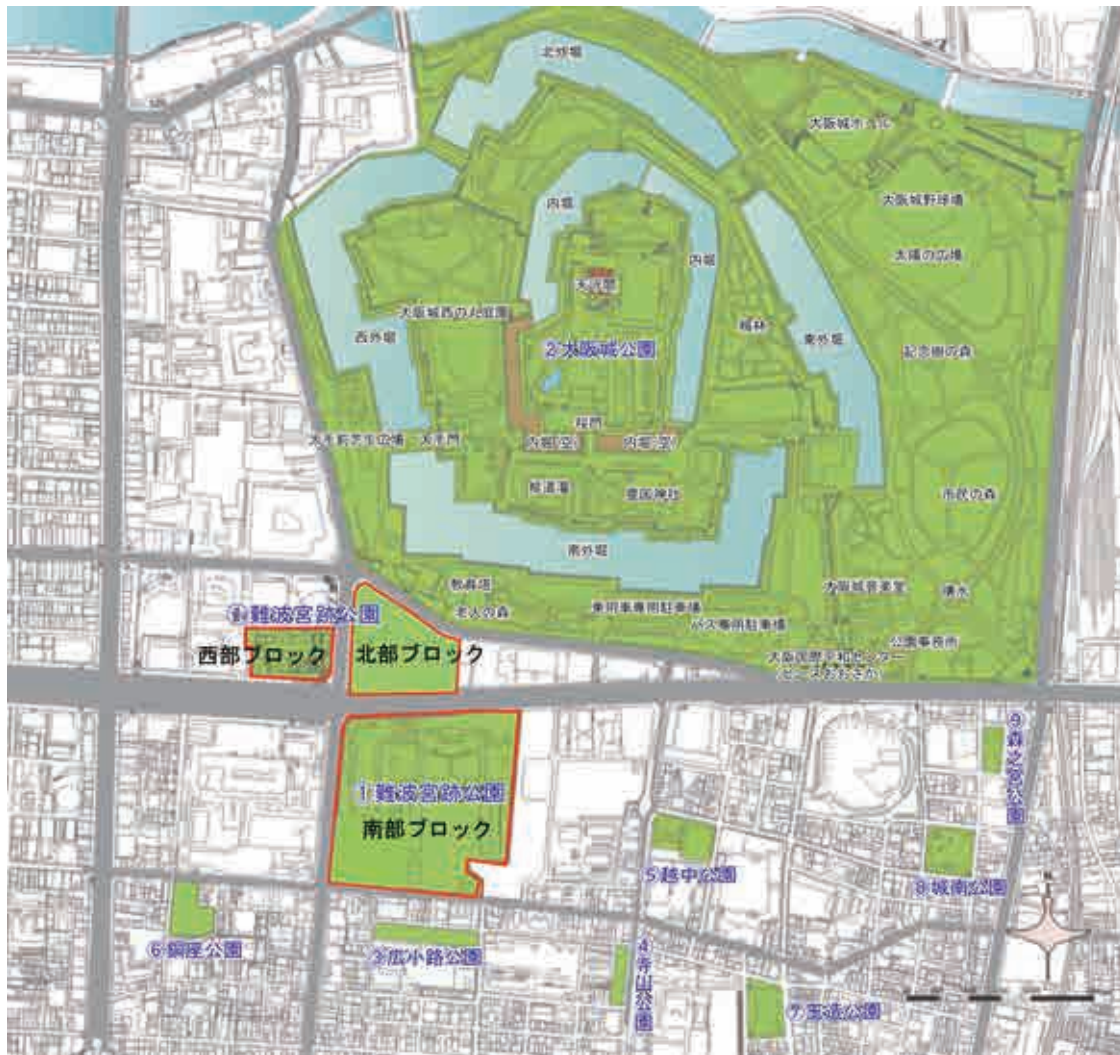 北外堀
大阪城ホール
内堀
大阪城野球場
太陽の広場
天守閣
内堀
大阪城西の丸庭園
西外堀
梅林
東外堀
②大阪城公園
記念樹の森
桜門
大手前芝生広場
大手門
内堀(空)
内堀(空)
修道館
豊国神社
市民の森
南外堀
教育塔
老人の森
乗用車専用駐車場
大阪城音楽堂
噴水
バス専用駐車場
公園事務所
大阪国際平和センター
(ピースおおさか)
難波宮跡公園
西部ブロック
北部ブロック
①難波宮跡公園
南部ブロック
⑨森之宮公園
⑤越中公園
⑧城南公園
⑥銅座公園
③広小路公園
④寺山公園
⑦玉造公園